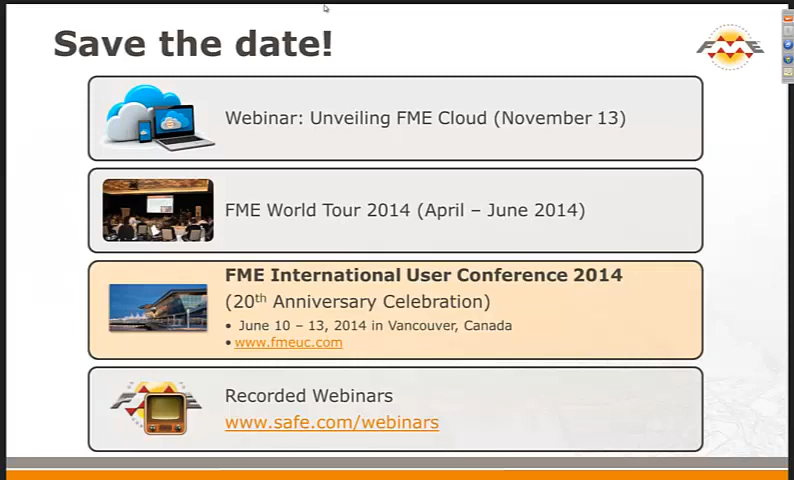 Save the date!
FME
Webinar: Unveiling FME Cloud (November 13)
FME World Tour 2014 (April – June 2014)
FME International User Conference 2014
(20th Anniversary Celebration)
• June 10 – 13, 2014 in Vancouver, Canada
• www.fmeuc.com
Recorded Webinars
www.safe.com/webinars